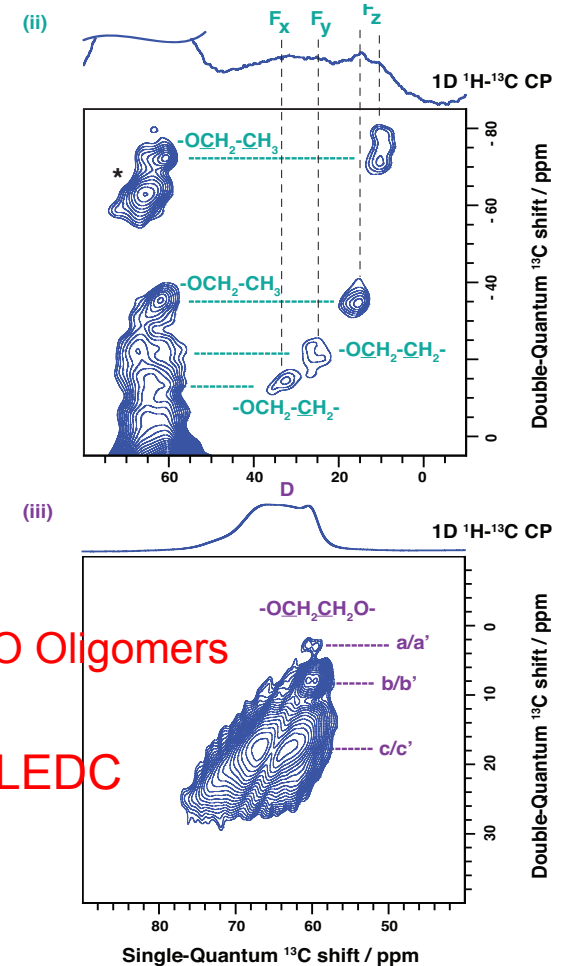 (ii)
Fx Fy Fz
1D ¹H-¹³C CP
-OCH₂-CH₃
*
-OCH₂-CH₃
-OCH₂-CH₂-
-OCH₂-CH₂-
- 80
- 60
- 40
- 20
0
Double-Quantum ¹³C shift / ppm
60 40 20 0
D
(iii)
1D ¹H-¹³C CP
-OCH₂CH₂O-
a/a’
b/b’
c/c’
O Oligomers
LEDC
0
10
20
30
Double-Quantum ¹³C shift / ppm
80 70 60 50
Single-Quantum ¹³C shift / ppm